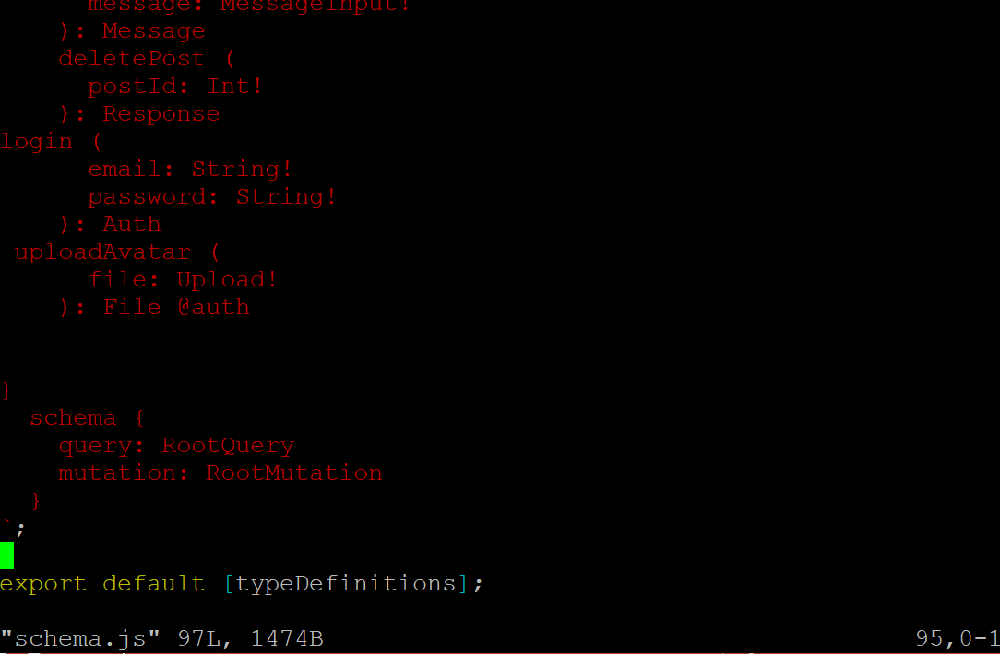 message: MessageInput!
    ): Message
    deletePost (
      postId: Int!
    ): Response
login (
      email: String!
      password: String!
    ): Auth
 uploadAvatar (
      file: Upload!
    ): File @auth
}
  schema {
    query: RootQuery
    mutation: RootMutation
  }
`;
export default [typeDefinitions];
"schema.js" 97L, 1474B 95,0-1